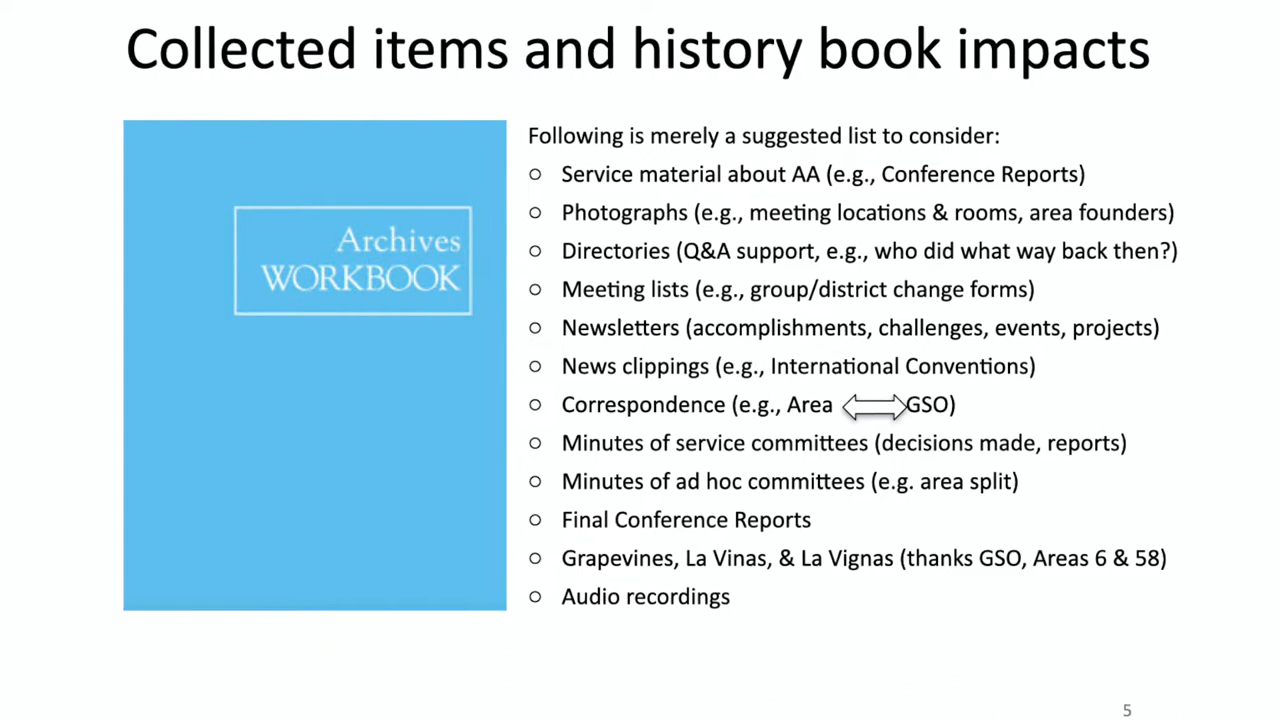 Collected items and history book impacts
Archives
WORKBOOK
Following is merely a suggested list to consider:
○ Service material about AA (e.g., Conference Reports)
○ Photographs (e.g., meeting locations & rooms, area founders)
○ Directories (Q&A support, e.g., who did what way back then?)
○ Meeting lists (e.g., group/district change forms)
○ Newsletters (accomplishments, challenges, events, projects)
○ News clippings (e.g., International Conventions)
○ Correspondence (e.g., Area GSO)
○ Minutes of service committees (decisions made, reports)
○ Minutes of ad hoc committees (e.g. area split)
○ Final Conference Reports
○ Grapevines, La Vinas, & La Vignas (thanks GSO, Areas 6 & 58)
○ Audio recordings
5